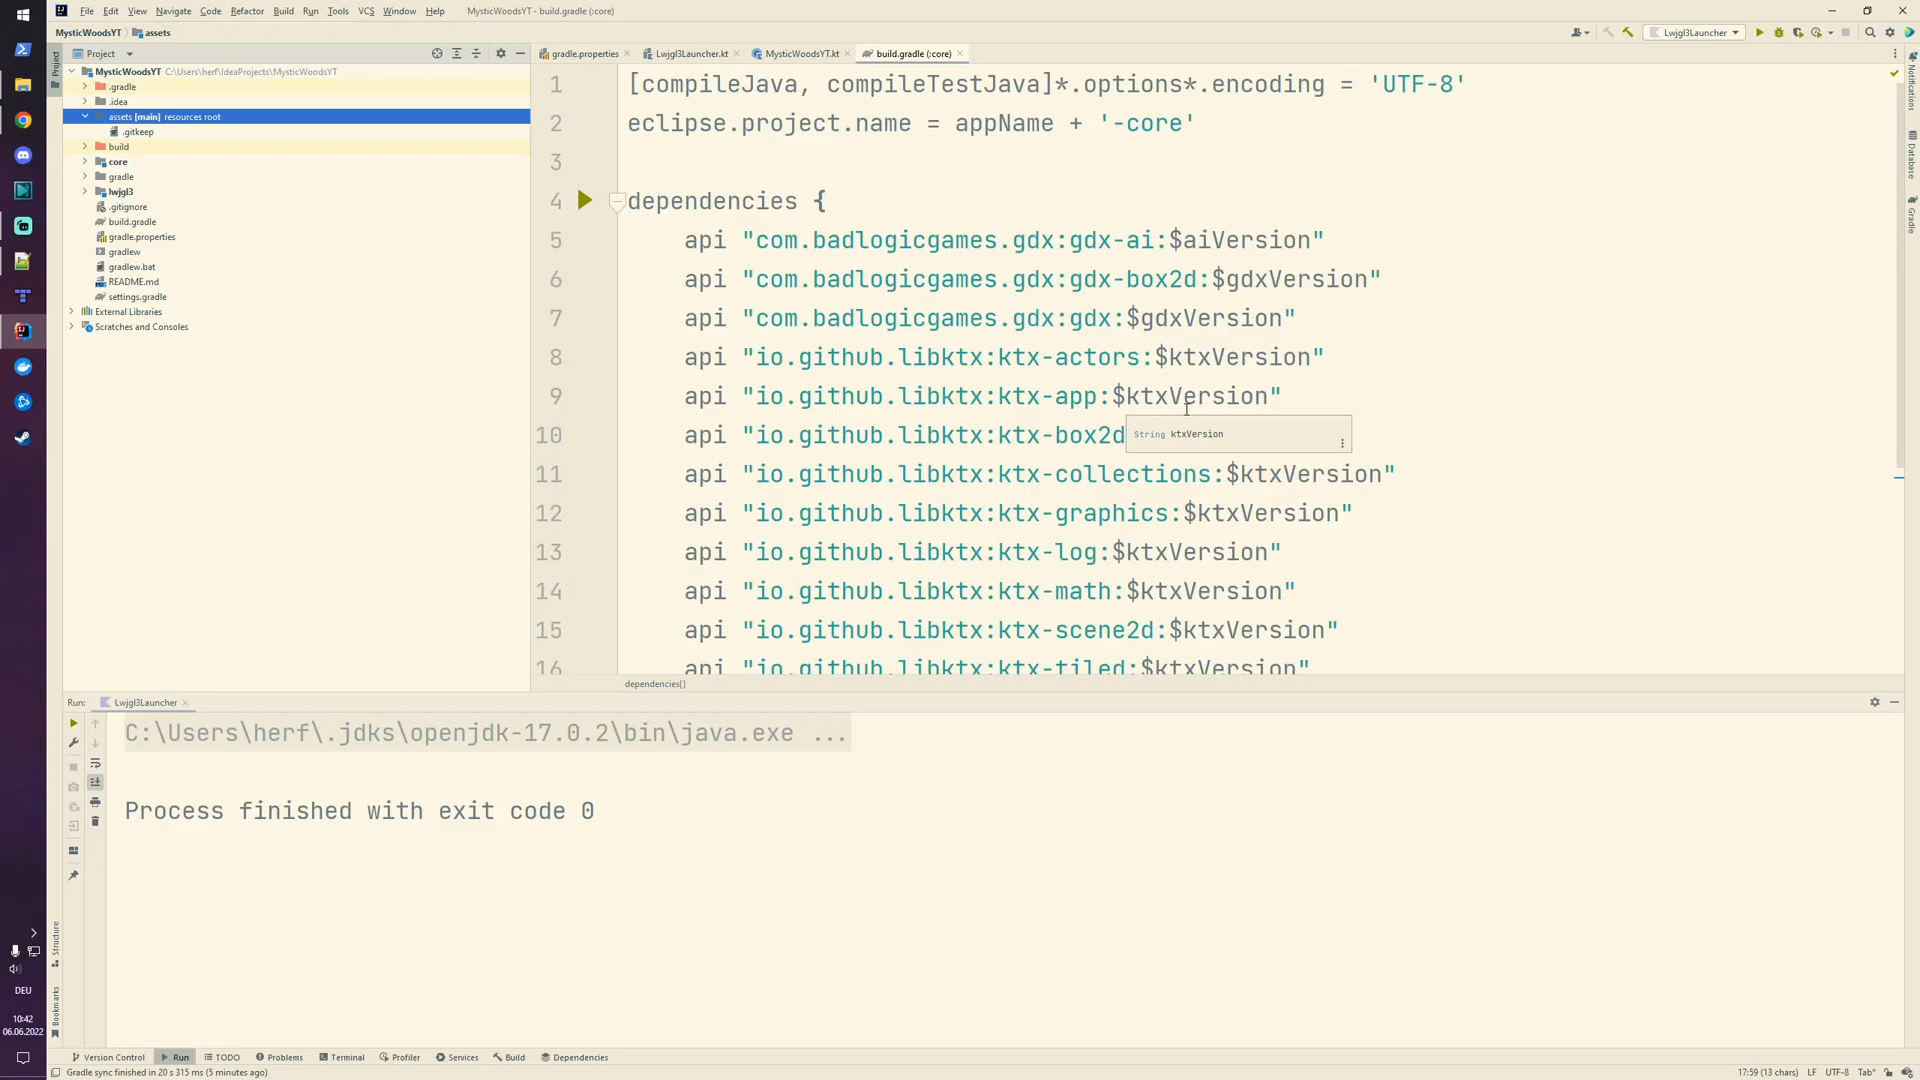 File Edit View Navigate Code Refactor Build Run Tools VCS Window Help MysticWoodsYT - build.gradle (:core)
MysticWoodsYT assets
Lwjgl3Launcher
Project
Project
gradle.properties
Lwjgl3Launcher.kt
MysticWoodsYT.kt
build.gradle (:core)
MysticWoodsYT C:\Users\herf\IdeaProjects\MysticWoodsYT
.gradle
.idea
assets [main] resources root
.gitkeep
build
core
gradle
lwjgl3
.gitignore
build.gradle
gradle.properties
gradlew
gradlew.bat
README.md
settings.gradle
External Libraries
Scratches and Consoles
1 [compileJava, compileTestJava]*.options*.encoding = 'UTF-8'
2 eclipse.project.name = appName + '-core'
3
4 dependencies {
5 api "com.badlogicgames.gdx:gdx-ai:$aiVersion"
6 api "com.badlogicgames.gdx:gdx-box2d:$gdxVersion"
7 api "com.badlogicgames.gdx:gdx:$gdxVersion"
8 api "io.github.libktx:ktx-actors:$ktxVersion"
9 api "io.github.libktx:ktx-app:$ktxVersion"
10 api "io.github.libktx:ktx-box2d
String ktxVersion
11 api "io.github.libktx:ktx-collections:$ktxVersion"
12 api "io.github.libktx:ktx-graphics:$ktxVersion"
13 api "io.github.libktx:ktx-log:$ktxVersion"
14 api "io.github.libktx:ktx-math:$ktxVersion"
15 api "io.github.libktx:ktx-scene2d:$ktxVersion"
16 api "io.github.libktx:ktx-tiled:$ktxVersion"
dependencies()
Notifications
Database
Gradle
Run: Lwjgl3Launcher
C:\Users\herf\.jdks\openjdk-17.0.2\bin\java.exe ...
Process finished with exit code 0
Structure
Bookmarks
DEU
10:42
06.06.2022
Version Control Run TODO Problems Terminal Profiler Services Build Dependencies
Gradle sync finished in 20 s 315 ms (5 minutes ago)
17:59 (13 chars) LF UTF-8 Tab*